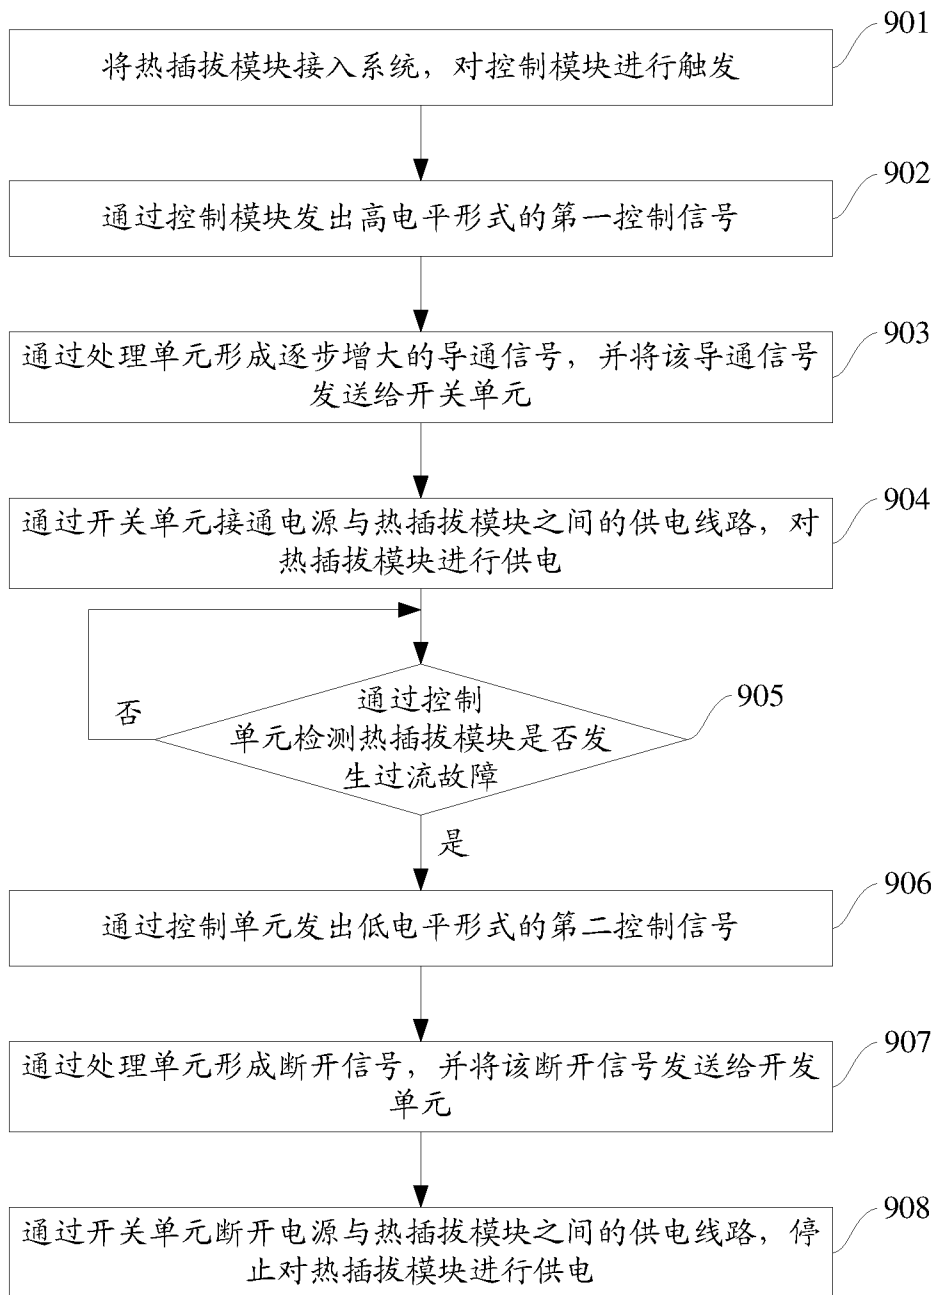 901
将热插拔模块接入系统，对控制模块进行触发
902
通过控制模块发出高电平形式的第一控制信号
903
通过处理单元形成逐步增大的导通信号，并将该导通信号
发送给开关单元
904
通过开关单元接通电源与热插拔模块之间的供电线路，对
热插拔模块进行供电
905
通过控制
单元检测热插拔模块是否发
生过流故障
否
是
906
通过控制单元发出低电平形式的第二控制信号
907
通过处理单元形成断开信号，并将该断开信号发送给开发
单元
908
通过开关单元断开电源与热插拔模块之间的供电线路，停
止对热插拔模块进行供电